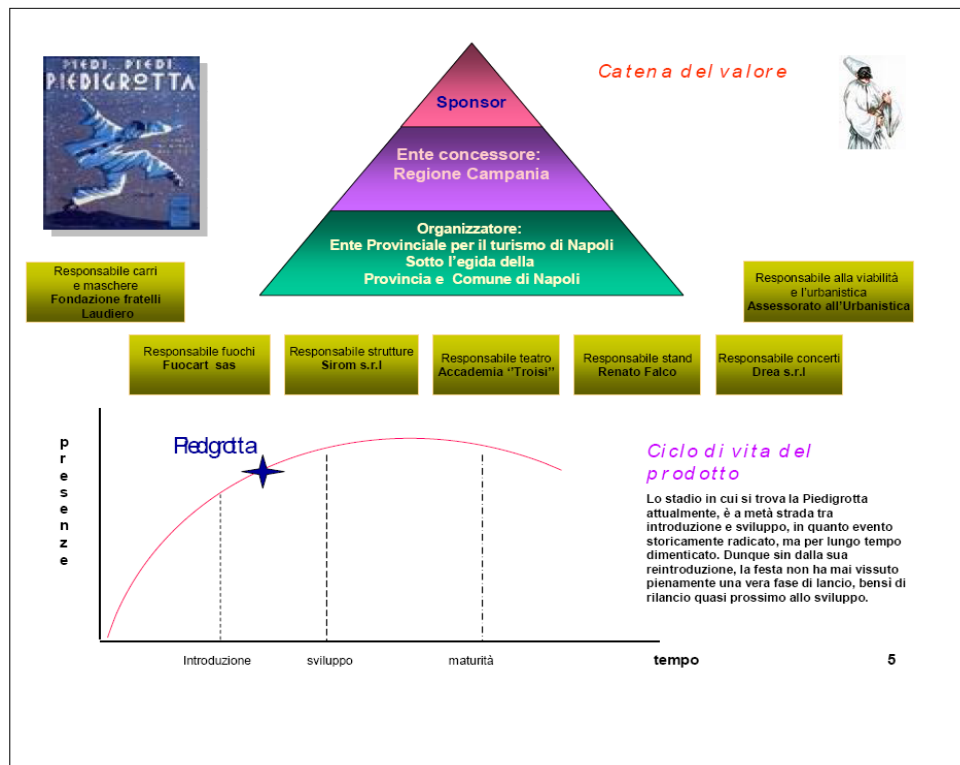 PIEDI... PIEDI...
PIEDIGROTTA
Catena del valore
Sponsor
Ente concessore:
Regione Campania
Organizzatore:
Ente Provinciale per il turismo di Napoli
Sotto l'egida della
Provincia e Comune di Napoli
Responsabile carri
e maschere
Fondazione fratelli
Laudiero
Responsabile alla viabilità
e l'urbanistica
Assessorato all'Urbanistica
Responsabile fuochi
Fuocart sas
Responsabile strutture
Sirom s.r.l
Responsabile teatro
Accademia ‘'Troisi’'
Responsabile stand
Renato Falco
Responsabile concerti
Drea s.r.l
presenze
Piedigrotta
Ciclo di vita del
prodotto
Lo stadio in cui si trova la Piedigrotta
attualmente, è a metà strada tra
introduzione e sviluppo, in quanto evento
storicamente radicato, ma per lungo tempo
dimenticato. Dunque sin dalla sua
reintroduzione, la festa non ha mai vissuto
pienamente una vera fase di lancio, bensì di
rilancio quasi prossimo allo sviluppo.
Introduzione
sviluppo
maturità
tempo
5